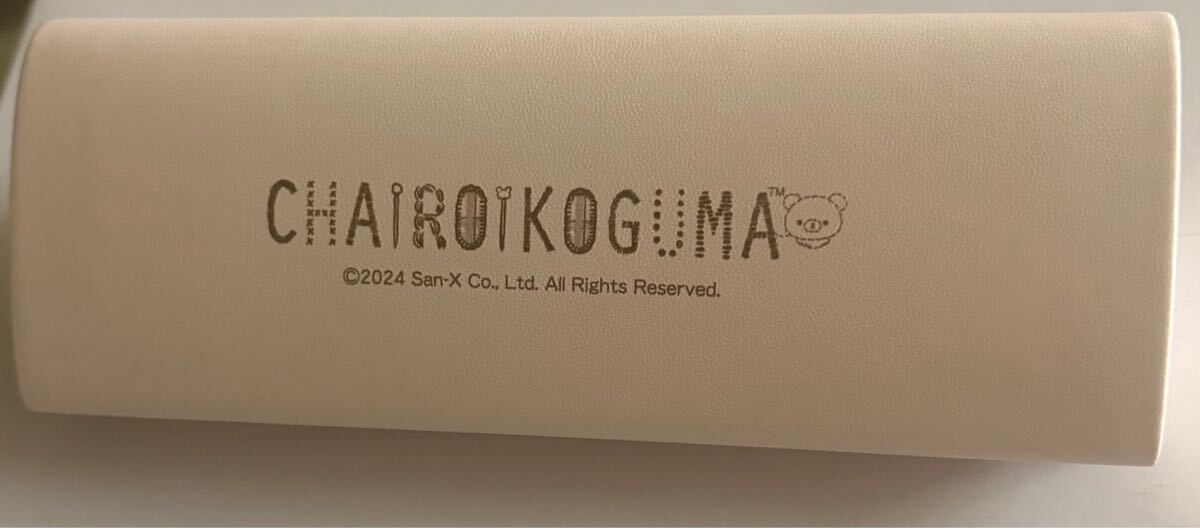 CHAIROIKOGUMA™
©2024 San-X Co., Ltd. All Rights Reserved.